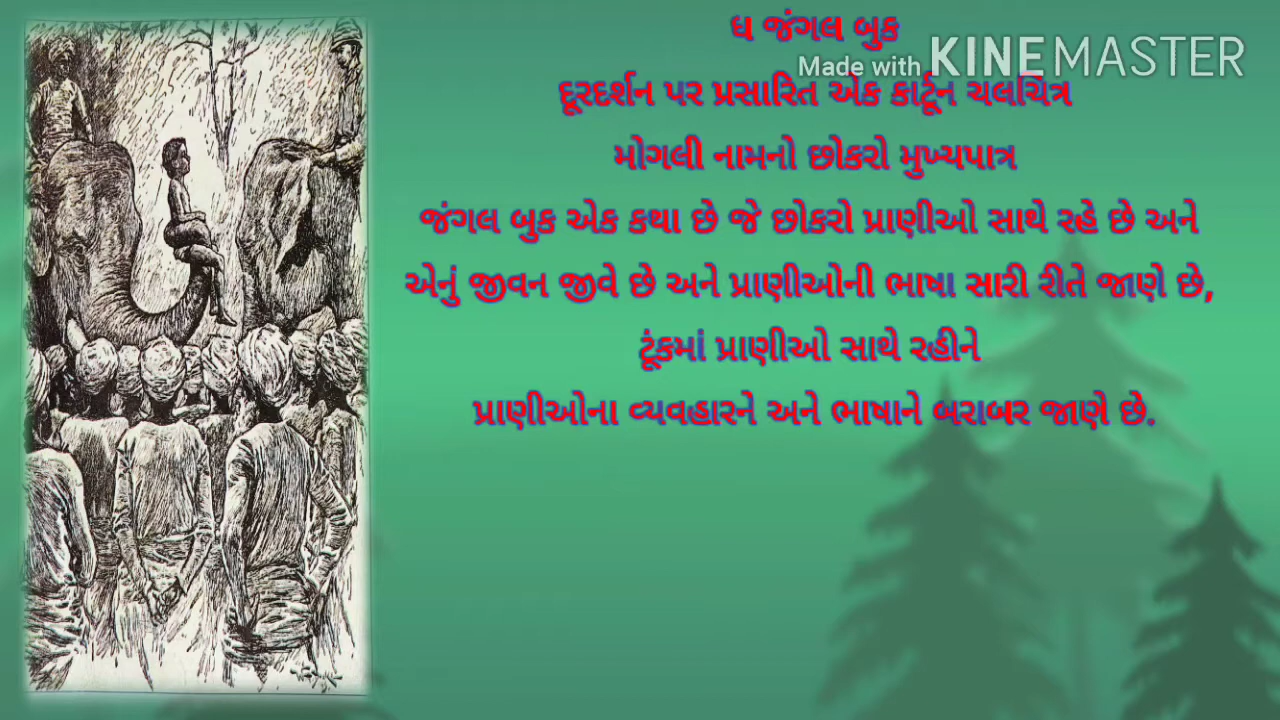 ધ જંગલ બુક
Made with KINEMASTER
દૂરદર્શન પર પ્રસારિત એક કાર્ટૂન ચલચિત્ર
મોગલી નામનો છોકરો મુખ્યપાત્ર
જંગલ બુક એક કથા છે જે છોકરો પ્રાણીઓ સાથે રહે છે અને
એનું જીવન જીવે છે અને પ્રાણીઓની ભાષા સારી રીતે જાણે છે,
ટૂંકમાં પ્રાણીઓ સાથે રહીને
પ્રાણીઓના વ્યવહારને અને ભાષાને બરાબર જાણે છે.